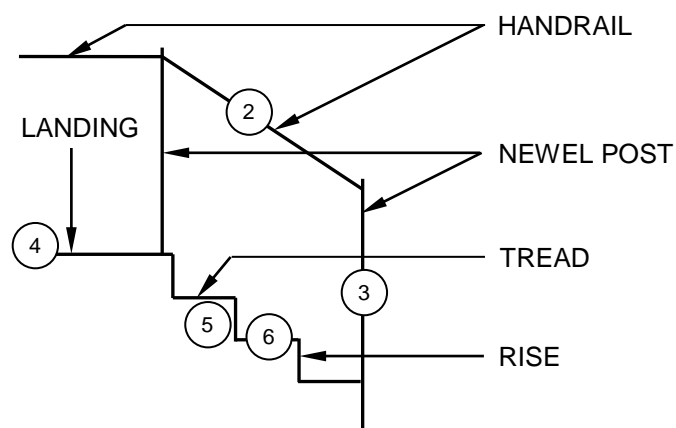 HANDRAIL
2
LANDING
NEWEL POST
4
TREAD
3
5
6
RISE